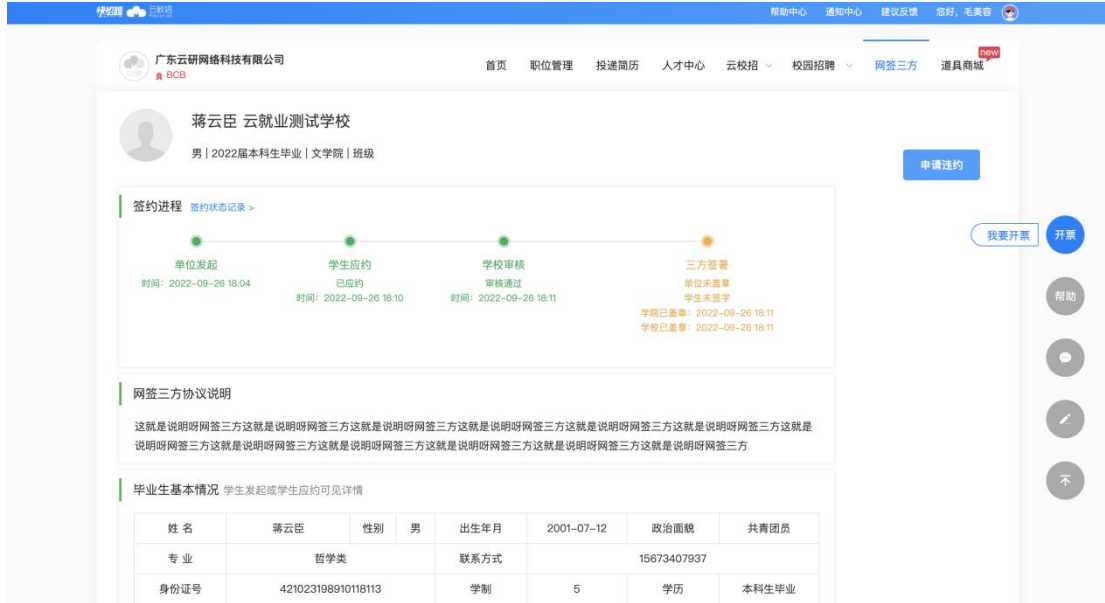 快招聘 云校招 帮助中心 通知中心 建议反馈 您好，毛美容
广东云研网络科技有限公司
BCB
首页 职位管理 投递简历 人才中心 云校招 校园招聘 网签三方 道具商城 new
蒋云臣 云就业测试学校
男 | 2022届本科生毕业 | 文学院 | 班级
申请违约
签约进程 签约状态记录 >
我要开票 开票
单位发起 学生应约 学校审核 三方签署
时间：2022-09-26 18:04 已应约 审核通过 单位未盖章
时间：2022-09-26 18:10 时间：2022-09-26 18:11 学生未签字
学院已盖章：2022-09-26 18:11
学校已盖章：2022-09-26 18:11
帮助
网签三方协议说明
这就是说明呀网签三方这就是说明呀网签三方这就是说明呀网签三方这就是说明呀网签三方这就是说明呀网签三方这就是说明呀网签三方这就是
说明呀网签三方这就是说明呀网签三方这就是说明呀网签三方这就是说明呀网签三方这就是说明呀网签三方这就是说明呀网签三方
毕业生基本情况 学生发起或学生应约可见详情
姓 名 蒋云臣 性别 男 出生年月 2001-07-12 政治面貌 共青团员
专 业 哲学类 联系方式 15673407937
身份证号 421023198910118113 学制 5 学历 本科生毕业